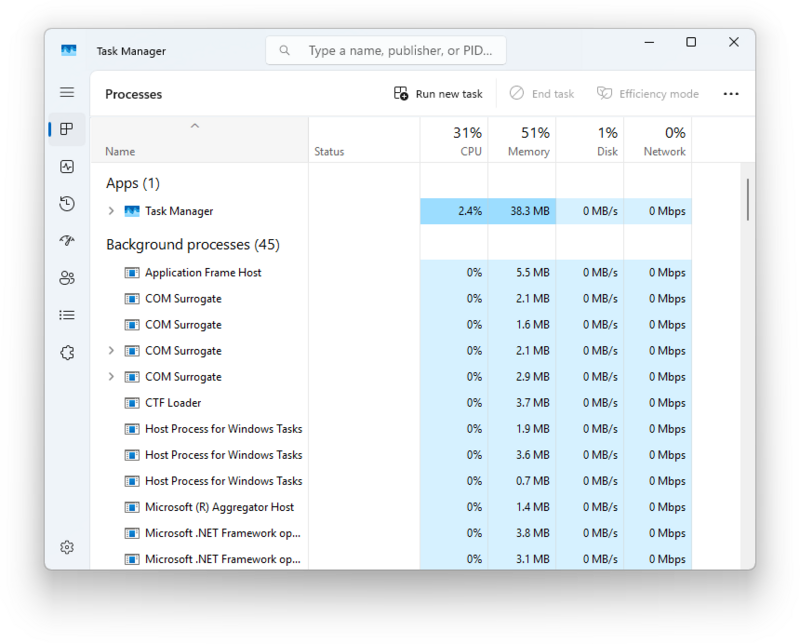 Task Manager
Type a name, publisher, or PID...
Processes
Run new task
End task
Efficiency mode
31% 51% 1% 0%
Name Status CPU Memory Disk Network
Apps (1)
Task Manager 2.4% 38.3 MB 0 MB/s 0 Mbps
Background processes (45)
Application Frame Host 0% 5.5 MB 0 MB/s 0 Mbps
COM Surrogate 0% 2.1 MB 0 MB/s 0 Mbps
COM Surrogate 0% 1.6 MB 0 MB/s 0 Mbps
COM Surrogate 0% 2.1 MB 0 MB/s 0 Mbps
COM Surrogate 0% 2.9 MB 0 MB/s 0 Mbps
CTF Loader 0% 3.7 MB 0 MB/s 0 Mbps
Host Process for Windows Tasks 0% 1.9 MB 0 MB/s 0 Mbps
Host Process for Windows Tasks 0% 3.6 MB 0 MB/s 0 Mbps
Host Process for Windows Tasks 0% 0.7 MB 0 MB/s 0 Mbps
Microsoft (R) Aggregator Host 0% 1.4 MB 0 MB/s 0 Mbps
Microsoft .NET Framework op... 0% 3.8 MB 0 MB/s 0 Mbps
Microsoft .NET Framework op... 0% 3.1 MB 0 MB/s 0 Mbps